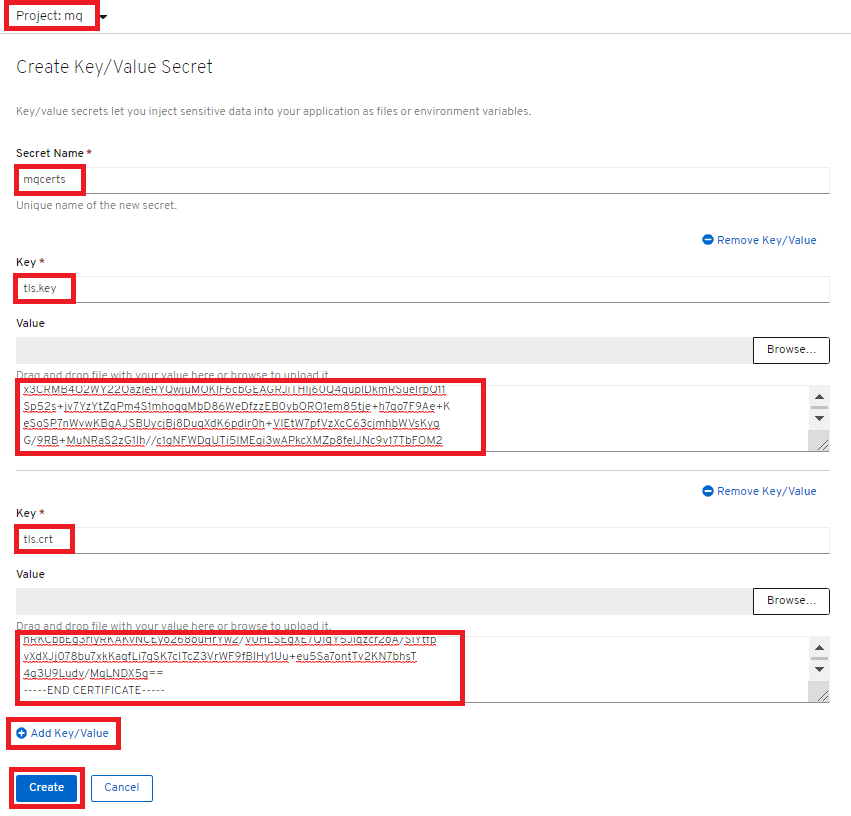 Project: mq
Create Key/Value Secret
Key/value secrets let you inject sensitive data into your application as files or environment variables.
Secret Name *
mqcerts
Unique name of the new secret.
Remove Key/Value
Key *
tls.key
Value
Browse...
Drag and drop file with your value here or browse to upload it.
Sp52s+jv7YzYtZgPm4S1mhoqgMbD86WeDfzzEB0ybORO1em85tje+h7qo7F9Ae+K
eSoSP7nWvwKBgAJSBUycjBj8DuqXdK6pdir0h+VIEtW7pfVzXcC63cjmhbWVsKyg
G/9RB+MuNRaS2zG1lh//c1gNFWDgUTi5IMEqi3wAPkcXMZp8feIJNc9v17TbFOM2
Remove Key/Value
Key *
tls.crt
Value
Browse...
Drag and drop file with your value here or browse to upload it.
vXdXJj078bu7xkKagfLi7gSK7cITcZ3VrWF9fBIHy1Uu+eu5Sa7ontTv2KN7bhsT
4g3U9Ludv/MgLNDX5g==
-----END CERTIFICATE-----
Add Key/Value
Create
Cancel